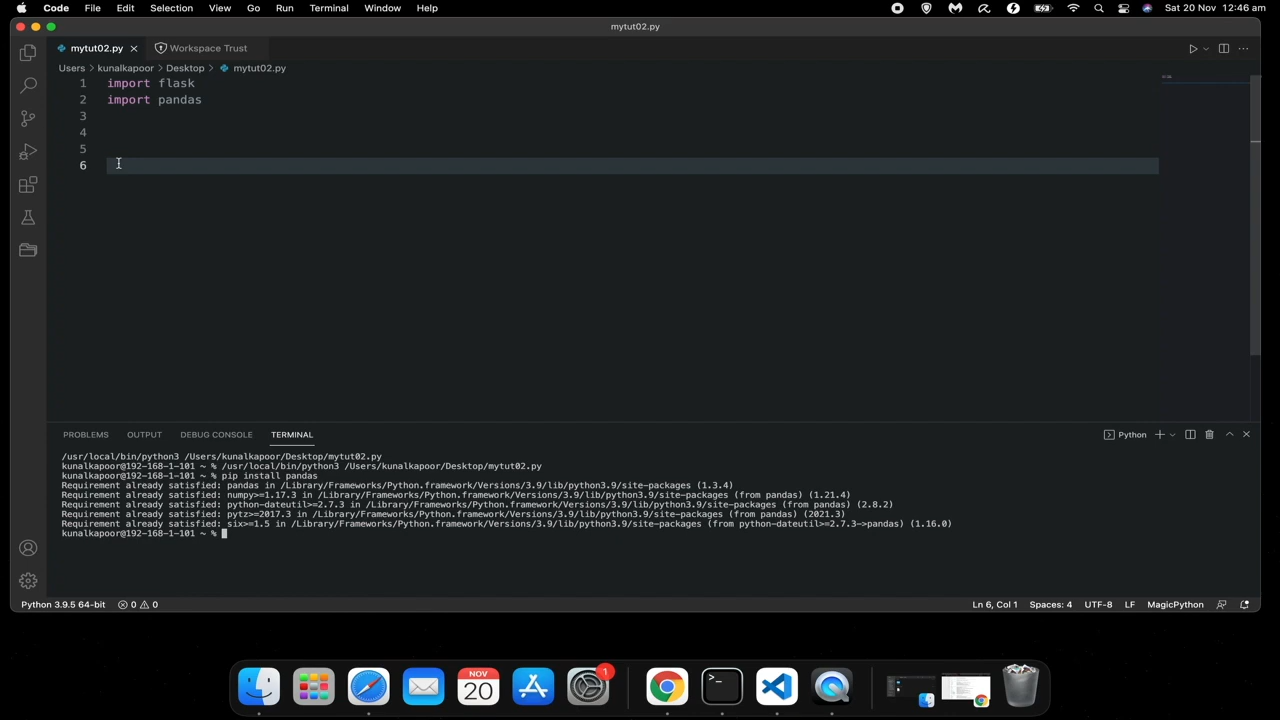 Code File Edit Selection View Go Run Terminal Window Help Sat 20 Nov 12:46 am
mytut02.py
mytut02.py Workspace Trust
Users > kunalkapoor > Desktop > mytut02.py
1 import flask
2 import pandas
3
4
5
6
PROBLEMS OUTPUT DEBUG CONSOLE TERMINAL Python
/usr/local/bin/python3 /Users/kunalkapoor/Desktop/mytut02.py
kunalkapoor@192-168-1-101 ~ % /usr/local/bin/python3 /Users/kunalkapoor/Desktop/mytut02.py
kunalkapoor@192-168-1-101 ~ % pip install pandas
Requirement already satisfied: pandas in /Library/Frameworks/Python.framework/Versions/3.9/lib/python3.9/site-packages (1.3.4)
Requirement already satisfied: numpy>=1.17.3 in /Library/Frameworks/Python.framework/Versions/3.9/lib/python3.9/site-packages (from pandas) (1.21.4)
Requirement already satisfied: python-dateutil>=2.7.3 in /Library/Frameworks/Python.framework/Versions/3.9/lib/python3.9/site-packages (from pandas) (2.8.2)
Requirement already satisfied: pytz>=2017.3 in /Library/Frameworks/Python.framework/Versions/3.9/lib/python3.9/site-packages (from pandas) (2021.3)
Requirement already satisfied: six>=1.5 in /Library/Frameworks/Python.framework/Versions/3.9/lib/python3.9/site-packages (from python-dateutil>=2.7.3->pandas) (1.16.0)
kunalkapoor@192-168-1-101 ~ %
Python 3.9.5 64-bit 0 0 Ln 6, Col 1 Spaces: 4 UTF-8 LF MagicPython
NOV
20
1